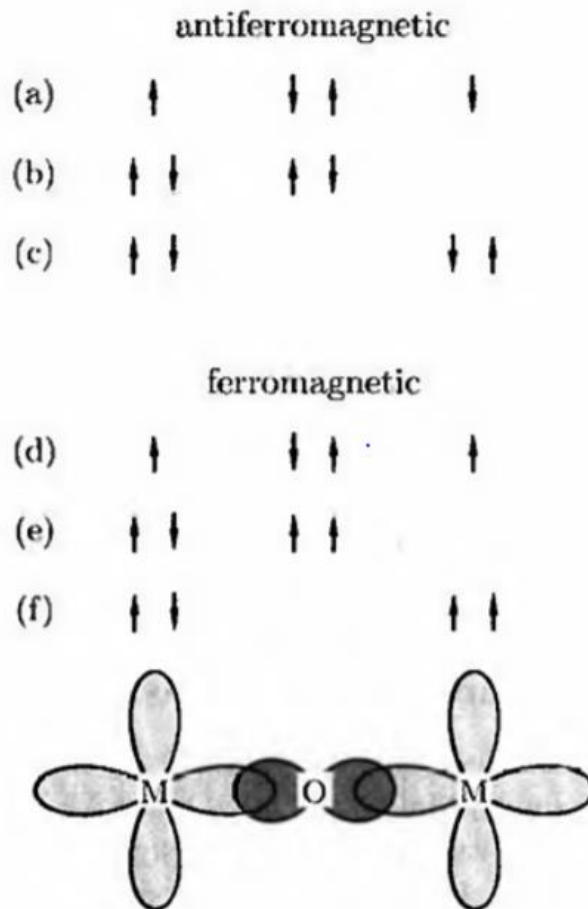 antiferromagnetic
(a)
(b)
(c)
ferromagnetic
(d)
(e)
(f)
M O M